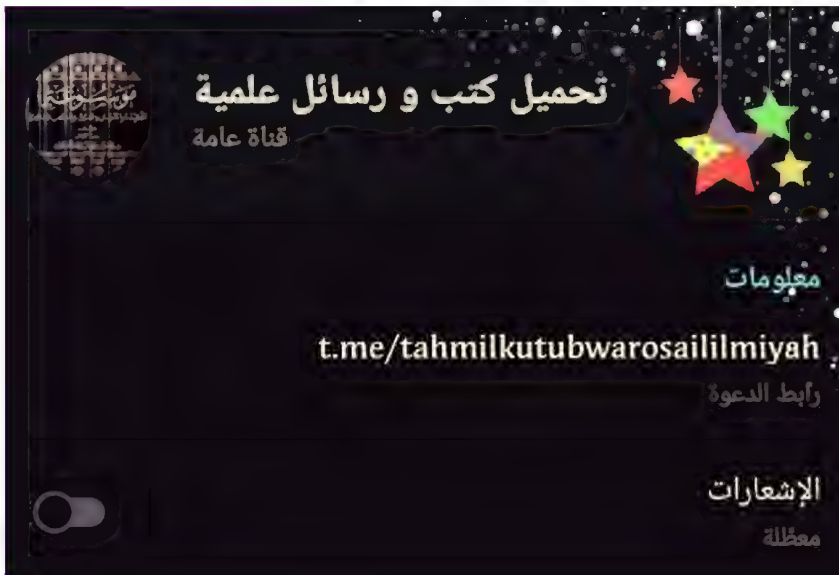 تحميل كتب و رسائل علمية
قناة عامة
معلومات
t.me/tahmilkutubwarosaililmiyah
رابط الدعوة
الإشعارات
معطلة